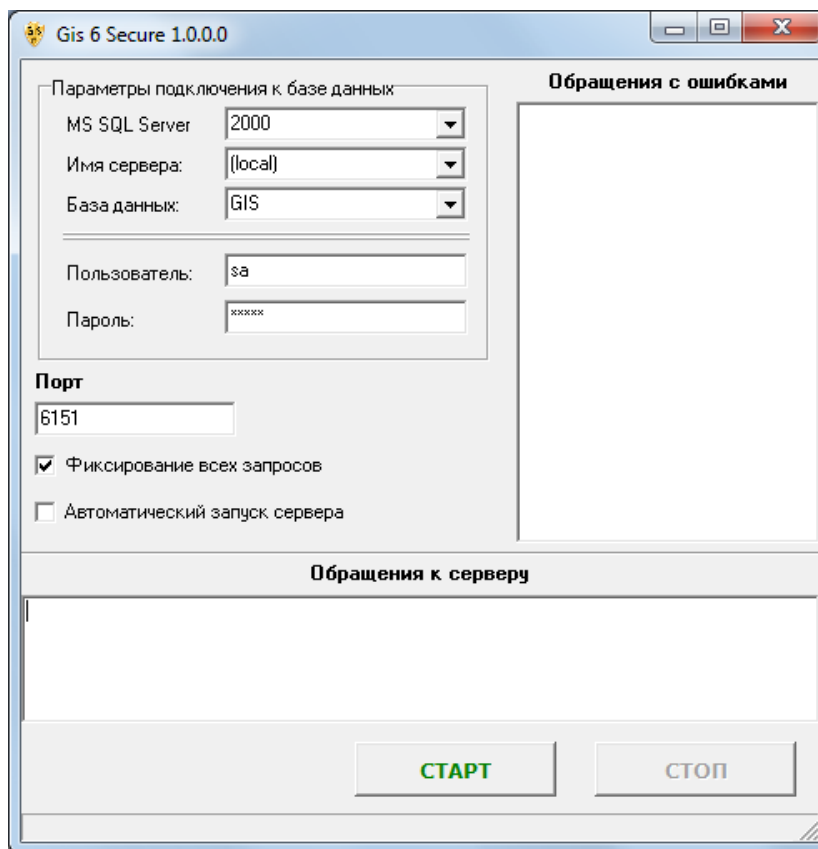 Gis 6 Secure 1.0.0.0
Параметры подключения к базе данных
MS SQL Server 2000
Имя сервера: (local)
База данных: GIS
Пользователь: sa
Пароль: *****
Порт
6151
Фиксирование всех запросов
Автоматический запуск сервера
Обращения с ошибками
Обращения к серверу
СТАРТ СТОП